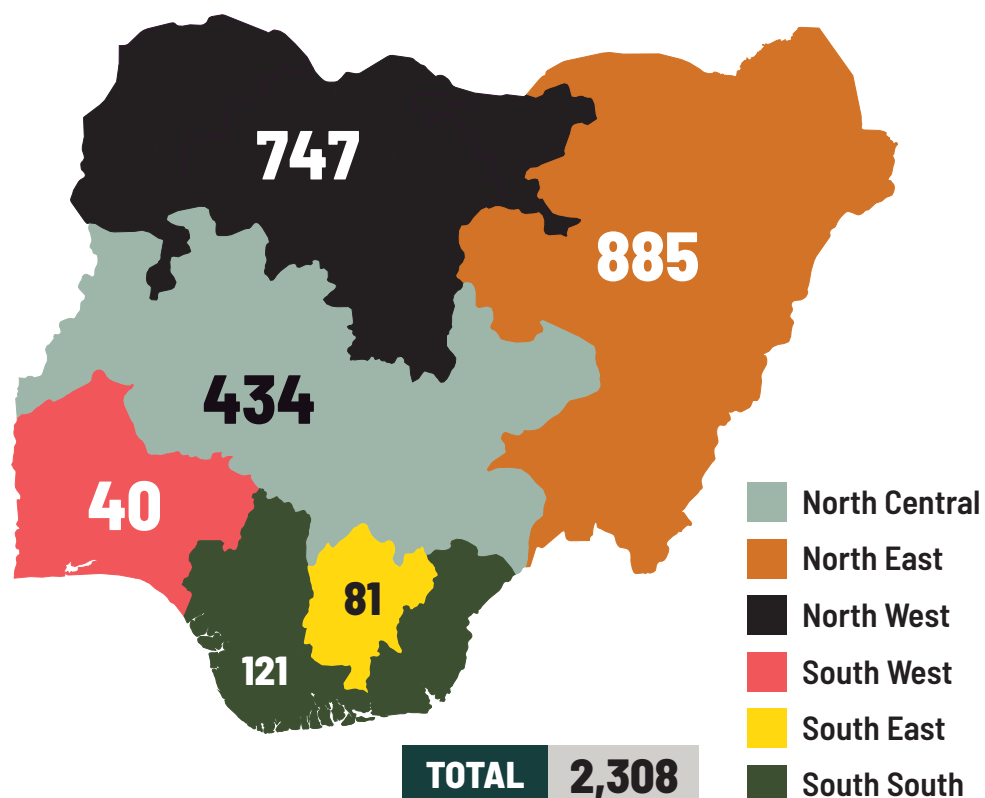 747
885
434
40
81
121
North Central
North East
North West
South West
South East
South South
TOTAL 2,308